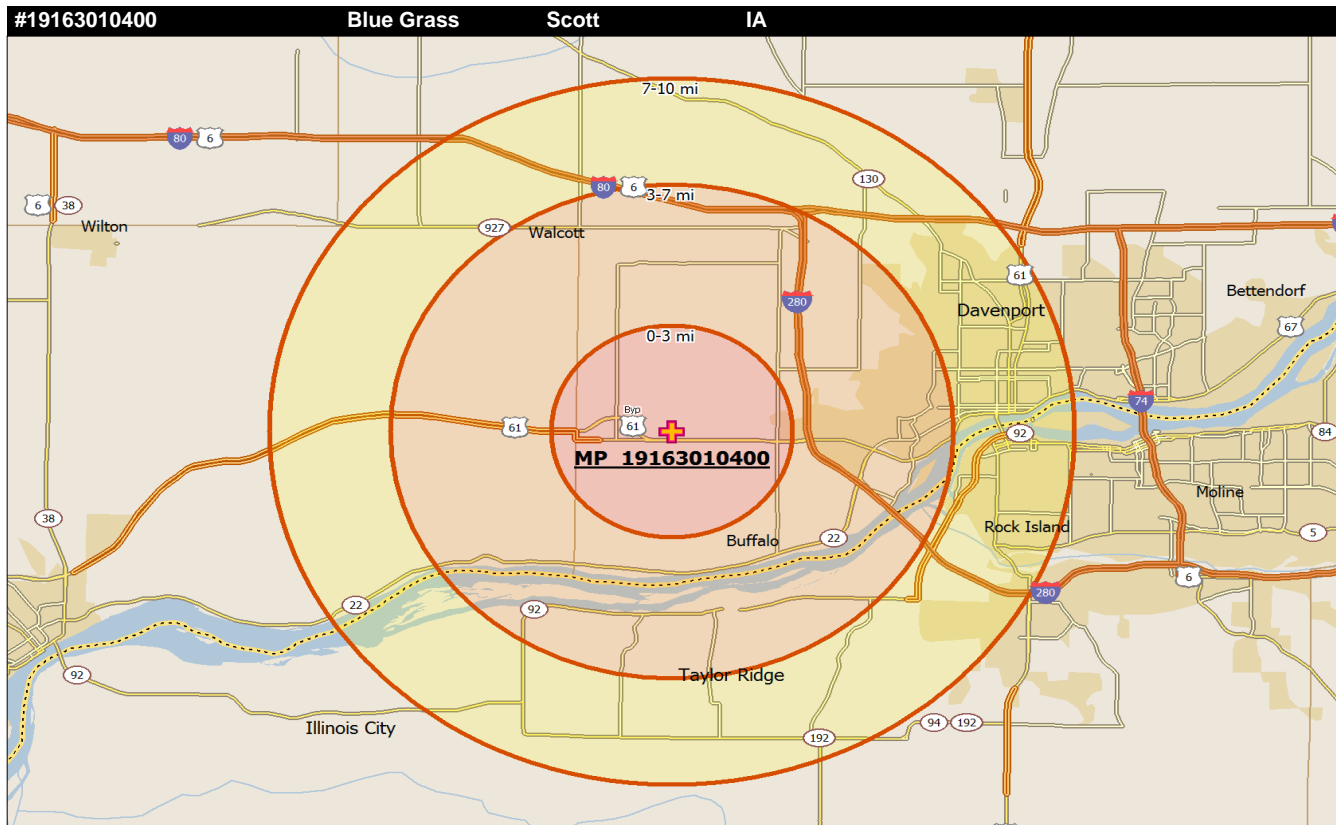 #19163010400 Blue Grass Scott IA
7-10 mi
80 6
130
80 6
3-7 mi
6 38
Wilton
927
Walcott
61
280
Bettendorf
Davenport
67
0-3 mi
74
Byp
61
61
92
84
MP 19163010400
38
Moline
Rock Island
5
Buffalo
22
6
280
22
92
92
Taylor Ridge
Illinois City
94 192
192